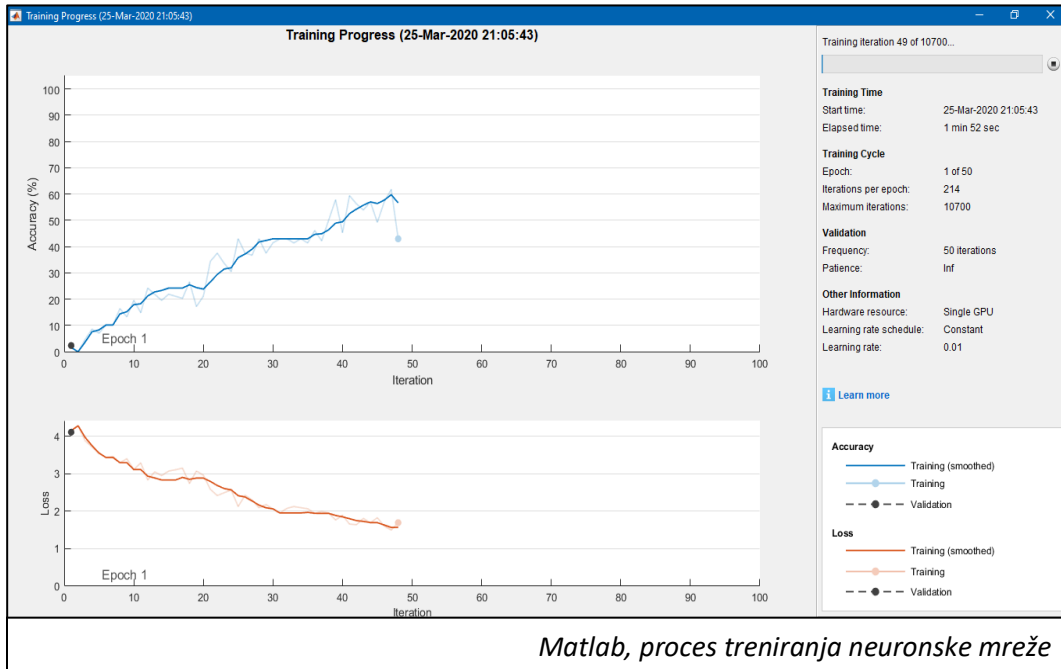 Training Progress (25-Mar-2020 21:05:43)
Training Progress (25-Mar-2020 21:05:43)
100
90
80
70
60
50
40
30
20
10
0
Accuracy (%)
Epoch 1
0 10 20 30 40 50 60 70 80 90 100
Iteration
4
3
2
1
0
Loss
Epoch 1
0 10 20 30 40 50 60 70 80 90 100
Iteration
Training iteration 49 of 10700...
Training Time
Start time: 25-Mar-2020 21:05:43
Elapsed time: 1 min 52 sec
Training Cycle
Epoch: 1 of 50
Iterations per epoch: 214
Maximum iterations: 10700
Validation
Frequency: 50 iterations
Patience: Inf
Other Information
Hardware resource: Single GPU
Learning rate schedule: Constant
Learning rate: 0.01
i Learn more
Accuracy
Training (smoothed)
Training
Validation
Loss
Training (smoothed)
Training
Validation
Matlab, proces treniranja neuronske mreže